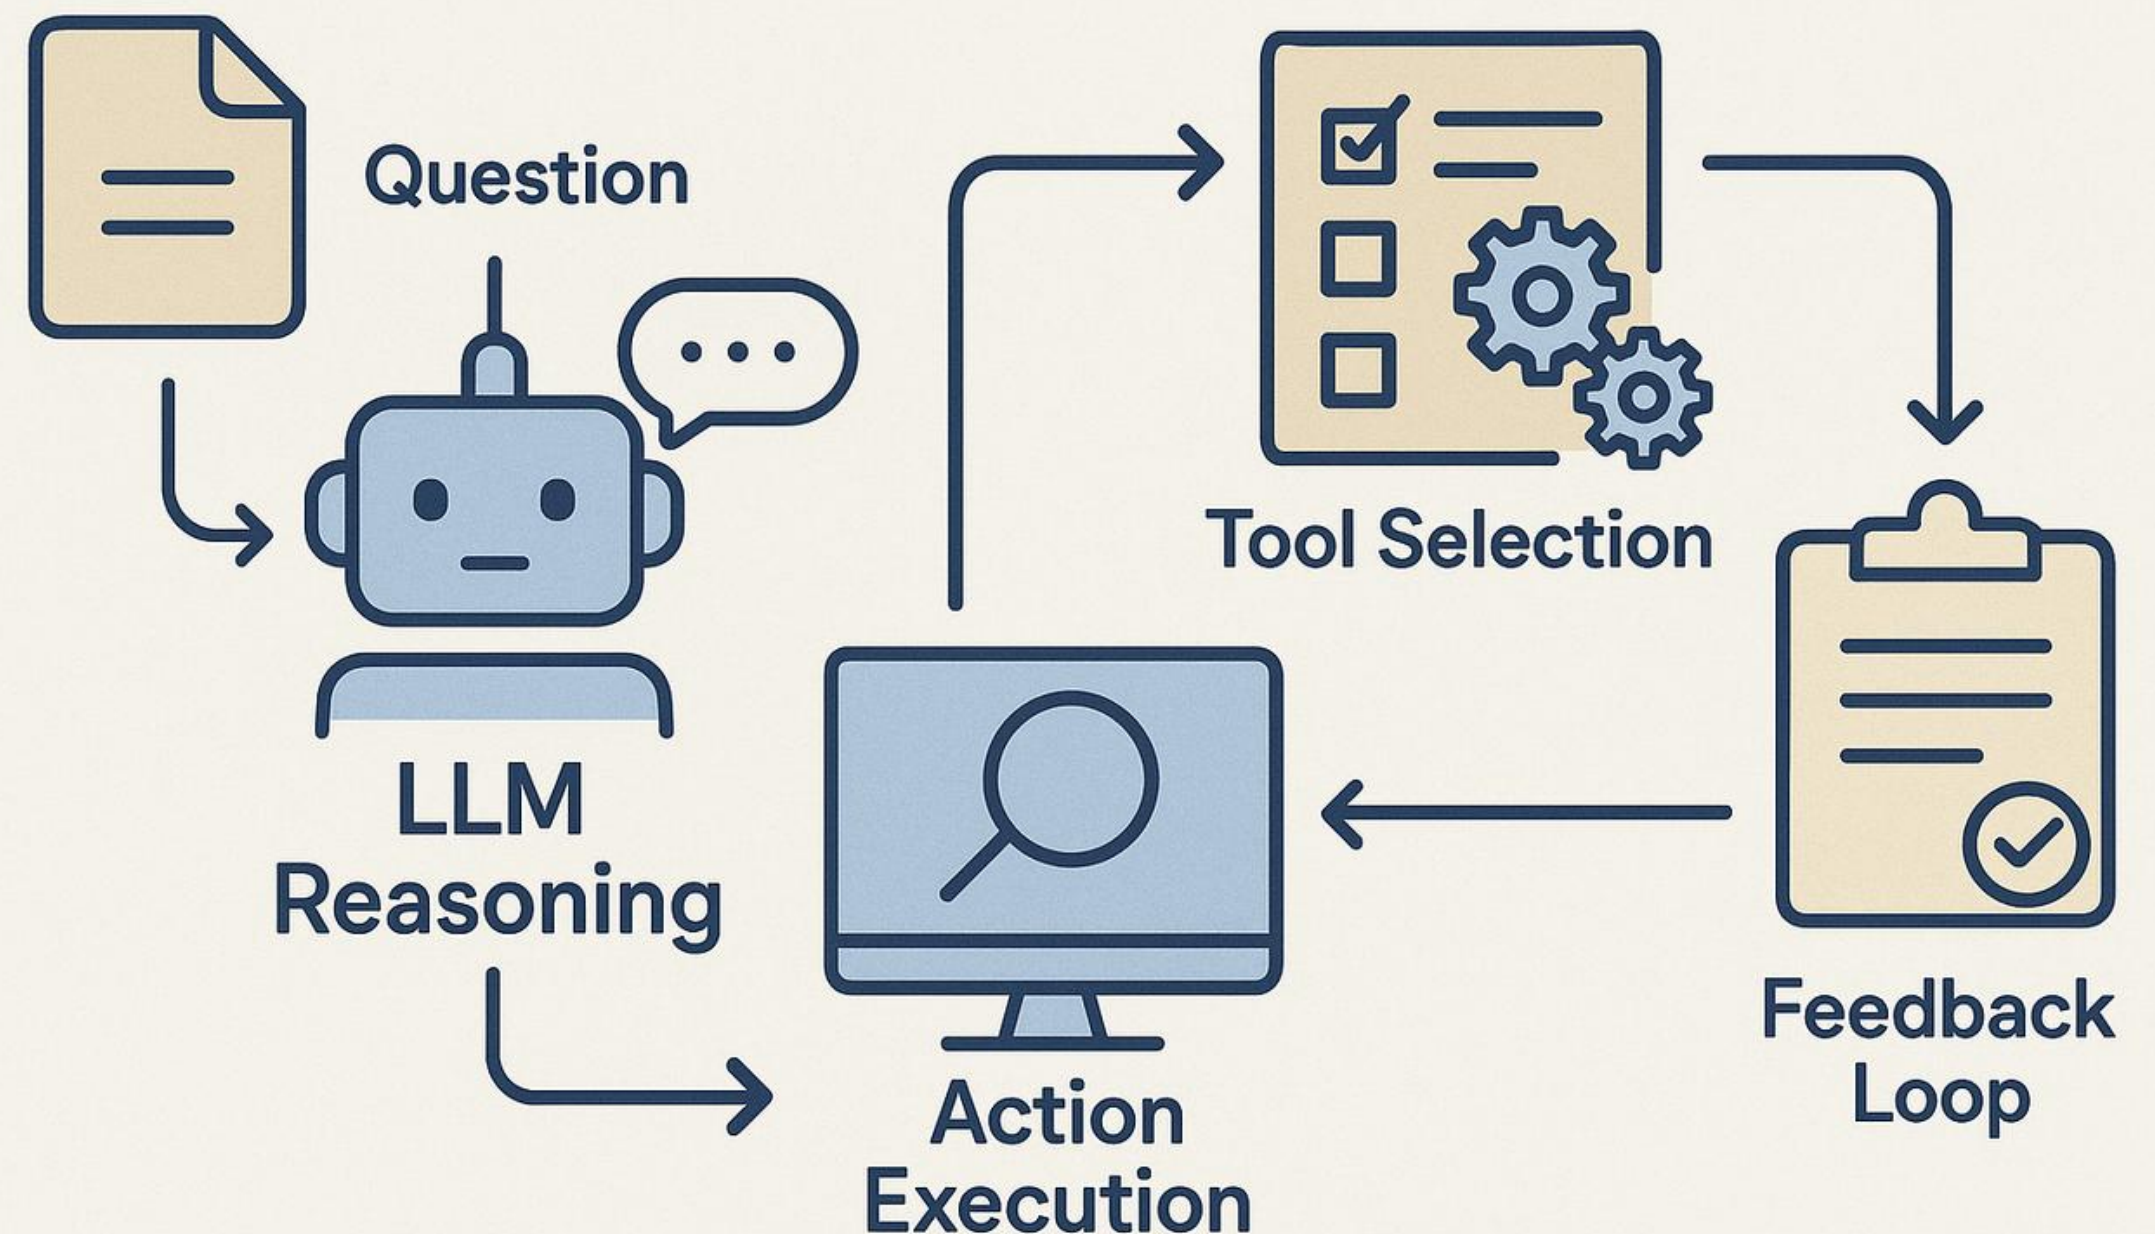 Question
LLM
Reasoning
Tool Selection
Action
Execution
Feedback
Loop